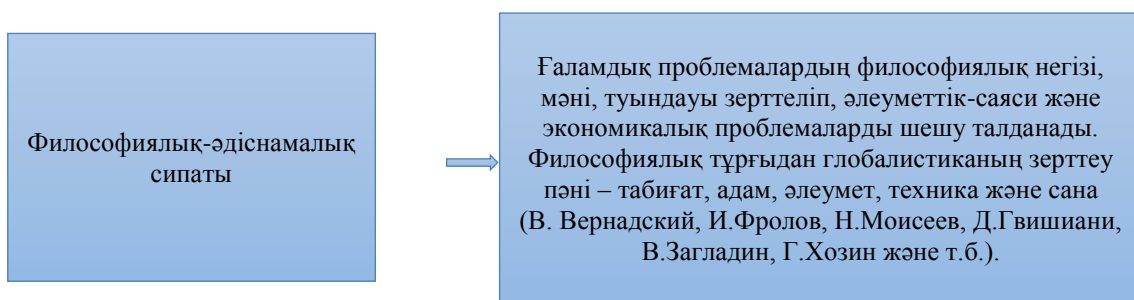 Философиялық-әдіснамалық
сипаты
Ғаламдық проблемалардың философиялық негізі,
мәні, туындауы зерттеліп, әлеуметтік-саяси және
экономикалық проблемаларды шешу талданады.
Философиялық тұрғыдан глобалистиканың зерттеу
пәні – табиғат, адам, әлеумет, техника және сана
(В. Вернадский, И.Фролов, Н.Моисеев, Д.Гвишиани,
В.Загладин, Г.Хозин және т.б.).